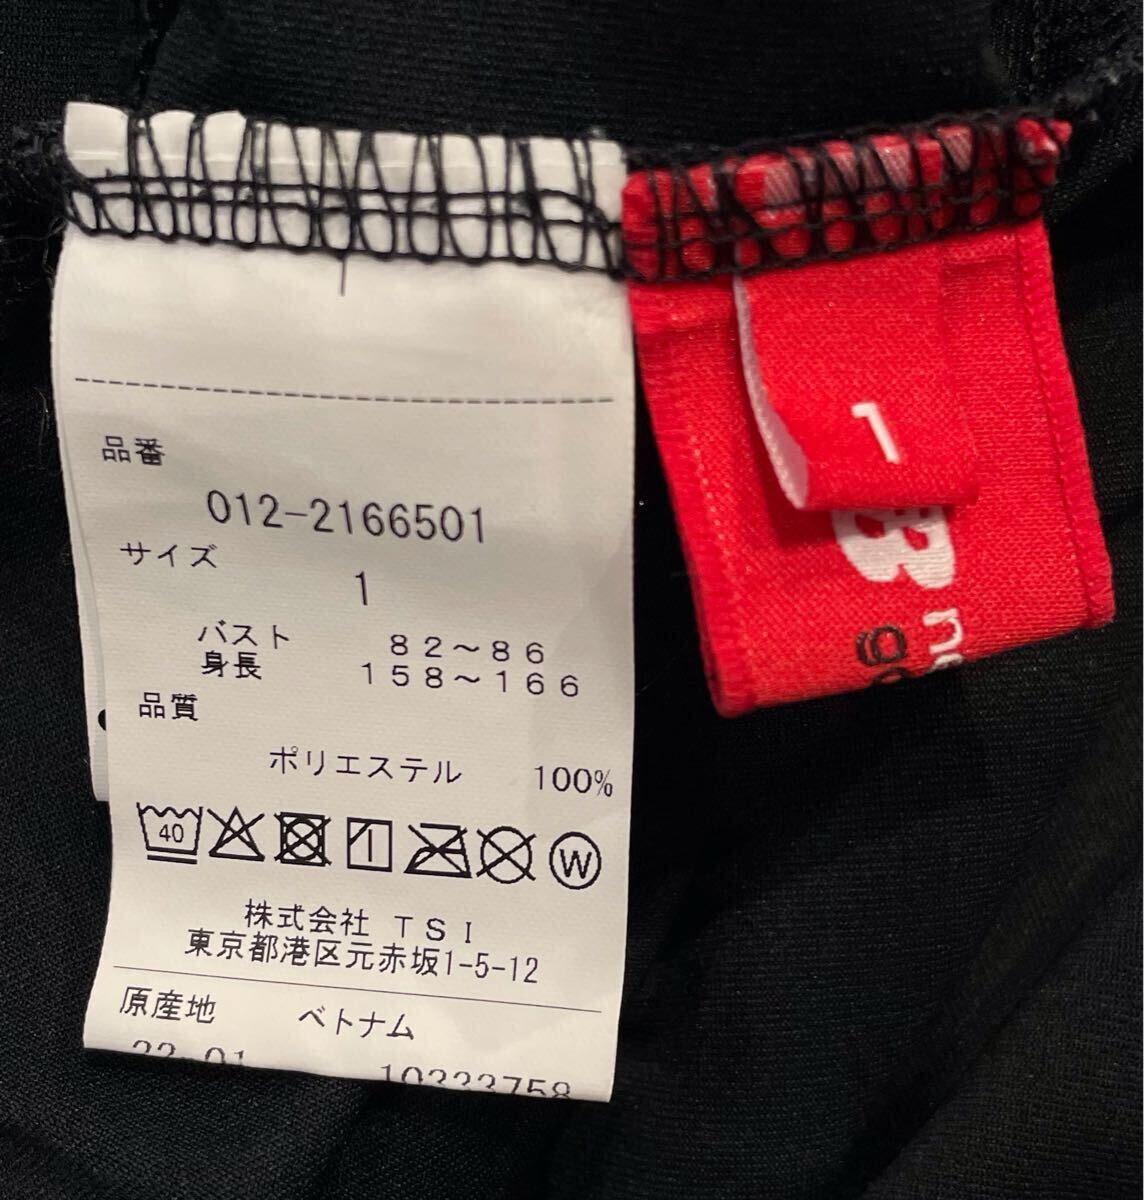 品番
012-2166501
サイズ
1
バスト 82～86
身長 158～166
品質
ポリエステル 100%
40
W
株式会社 TSI
東京都港区元赤坂1-5-12
原産地 ベトナム
1